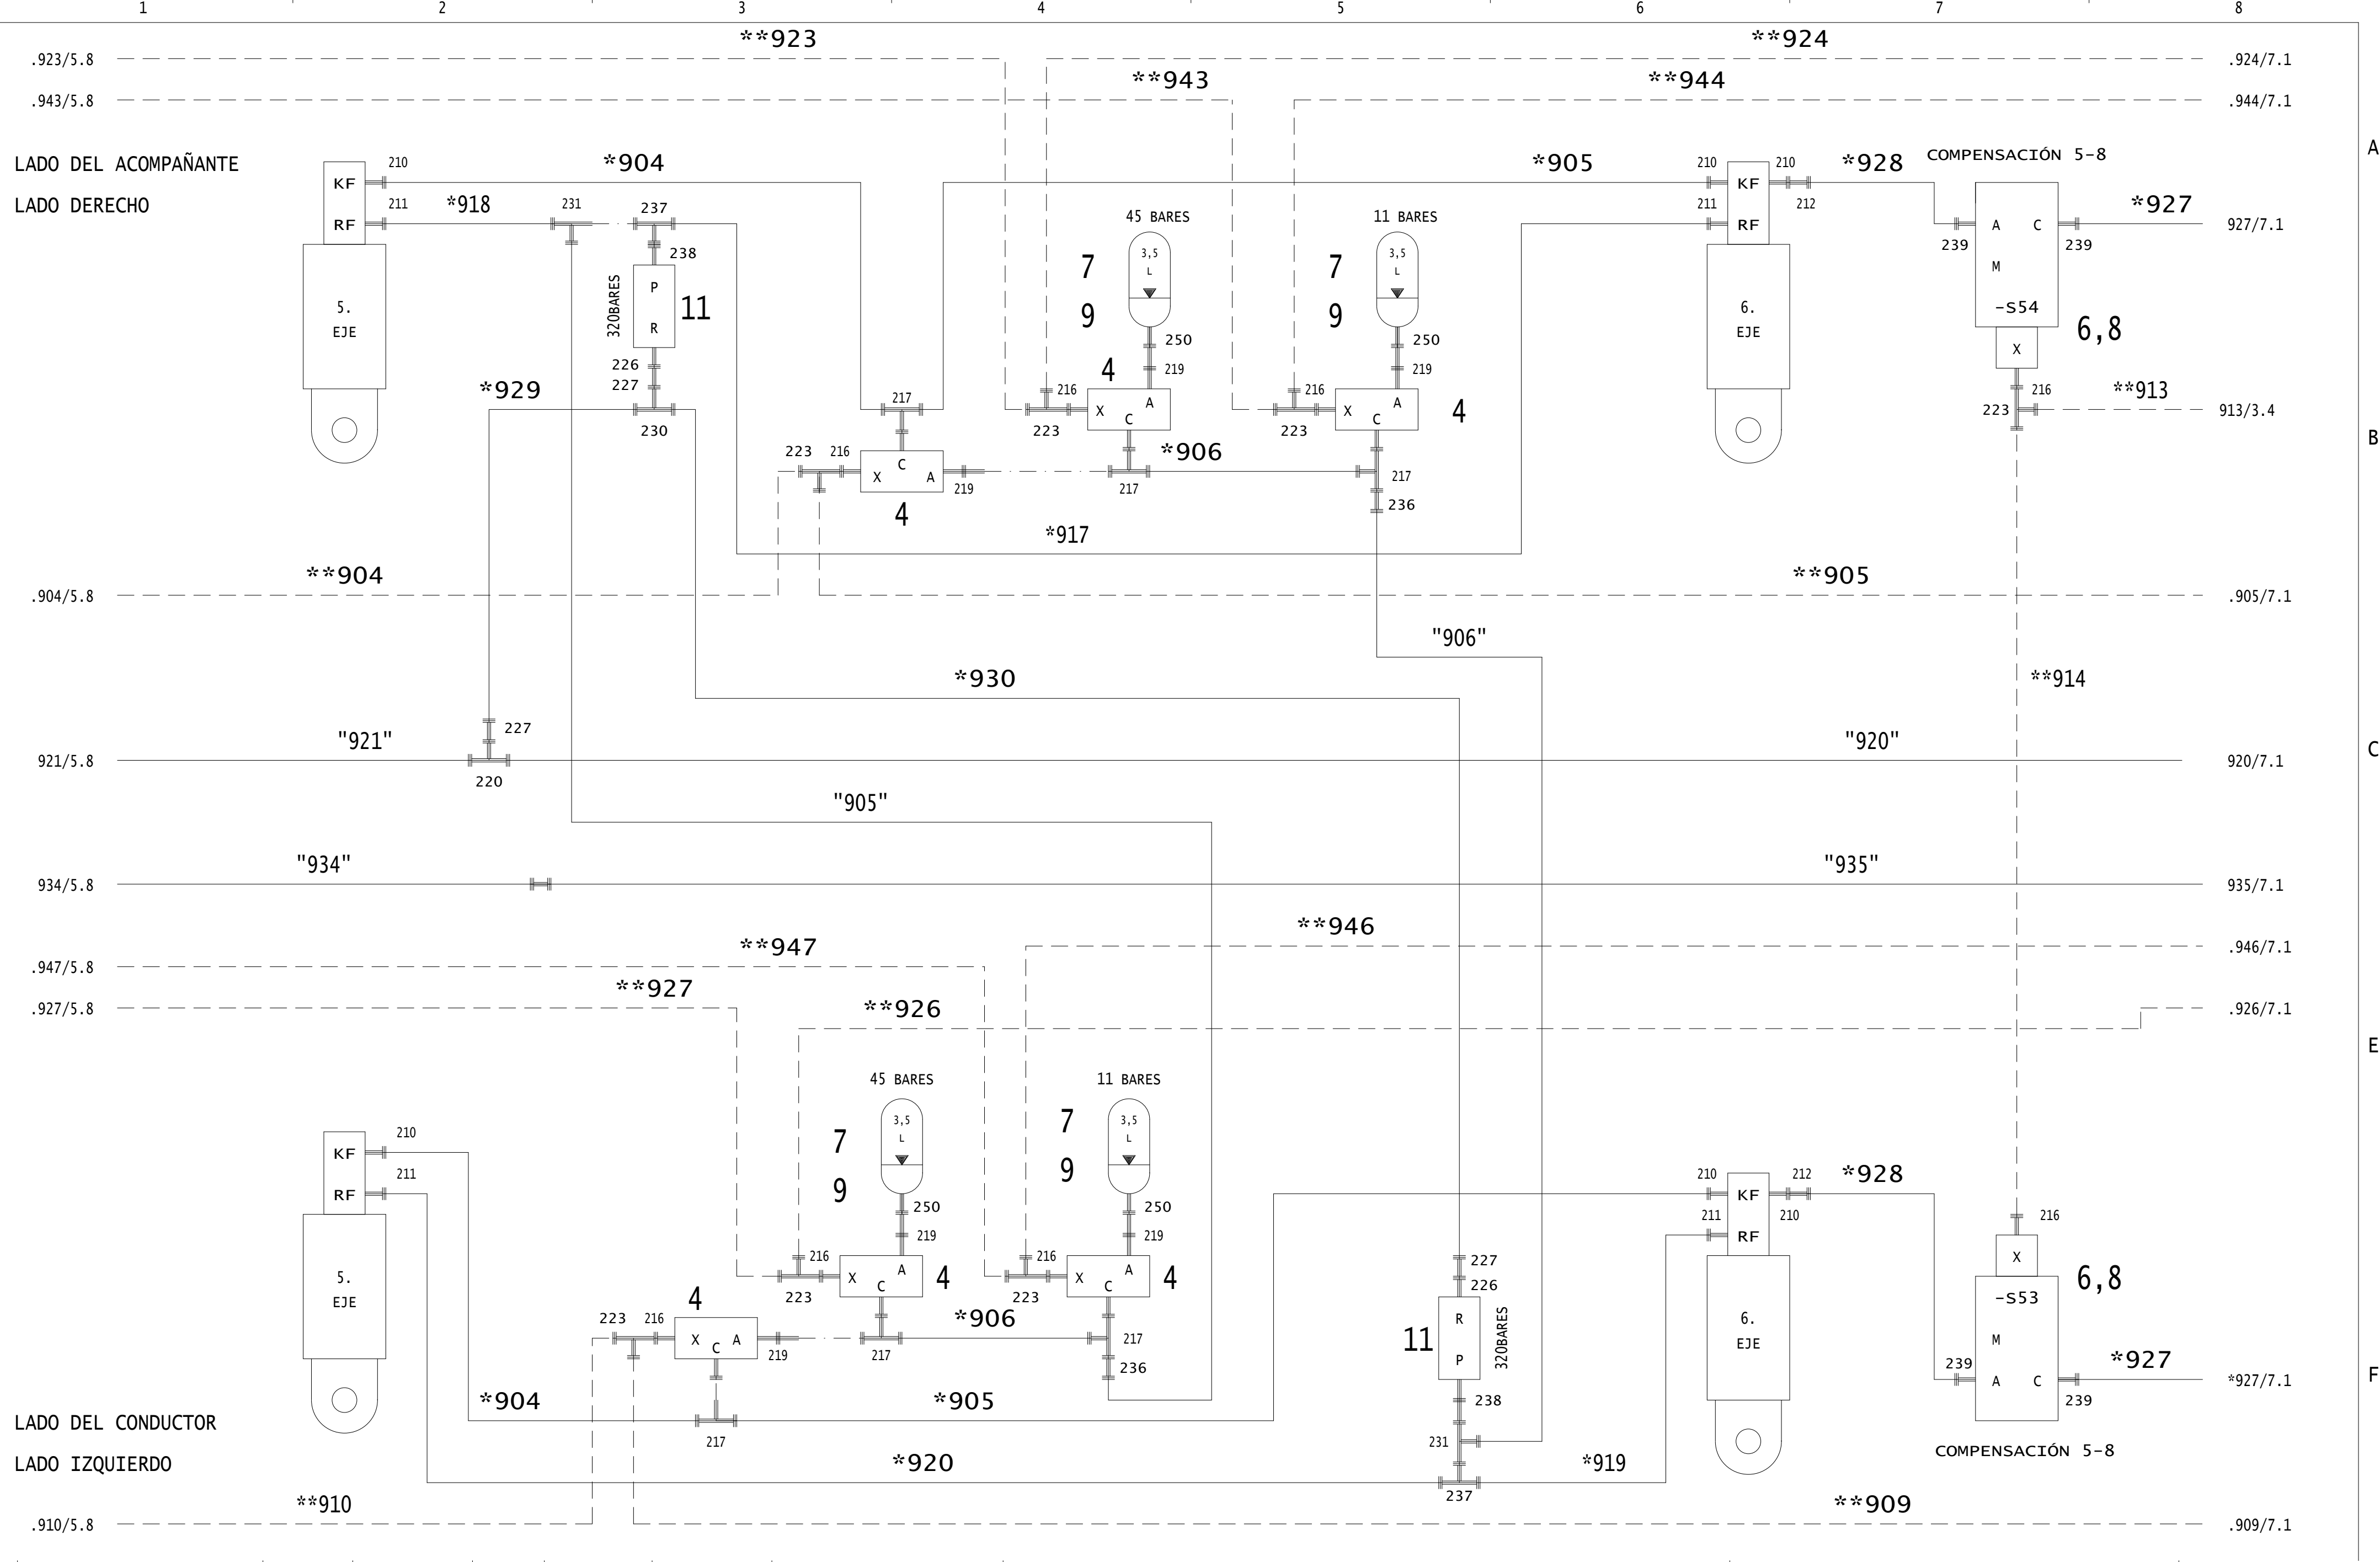 1 2 3 4 5 6 7 8
**923 **924
.923/5.8 .924/7.1
**943 **944
.943/5.8 .944/7.1
A
LADO DEL ACOMPAÑANTE 210 *904 *905 210 210 *928 COMPENSACIÓN 5-8
KF KF
LADO DERECHO 211 *918 231 237 211 212 *927
45 BARES 11 BARES
RF RF A C 927/7.1
238 239 239
7 3,5 L 7 3,5 L
M
320BARES P 11 R
9 9
5. EJE 6. EJE
-S54 6,8
250 250
X
226 4 219 219
227
*929 217 216 216 4 216 **913
X A C X A C
230 223 223 223 913/3.4
B
223 216 C *906
X A 219 217 217
4 236
*917
**904 **905
.904/5.8 .905/7.1
"906"
*930 **914
227
"921" "920"
C
921/5.8 920/7.1
220
"905"
"934" "935"
934/5.8 935/7.1
**946
**947 .946/7.1
.947/5.8
**927 **926
.927/5.8 .926/7.1
E
45 BARES 11 BARES
7 3,5 L 7 3,5 L
210
KF 9 9
211 210 212 *928
RF KF
250 250 211 210
219 219 RF 216
216 216 227 X
5. EJE X A C 4 X A C 4 226 6. EJE 6,8
223 223 -S53
4 *906 R 320BARES
223 216 X C A 11 M
219 217 217 P
236 239 *927
A C *927/7.1
F
*904 *905 238 239
LADO DEL CONDUCTOR
217 231 COMPENSACIÓN 5-8
LADO IZQUIERDO *920 *919
237
**910 **909
.910/5.8 .909/7.1